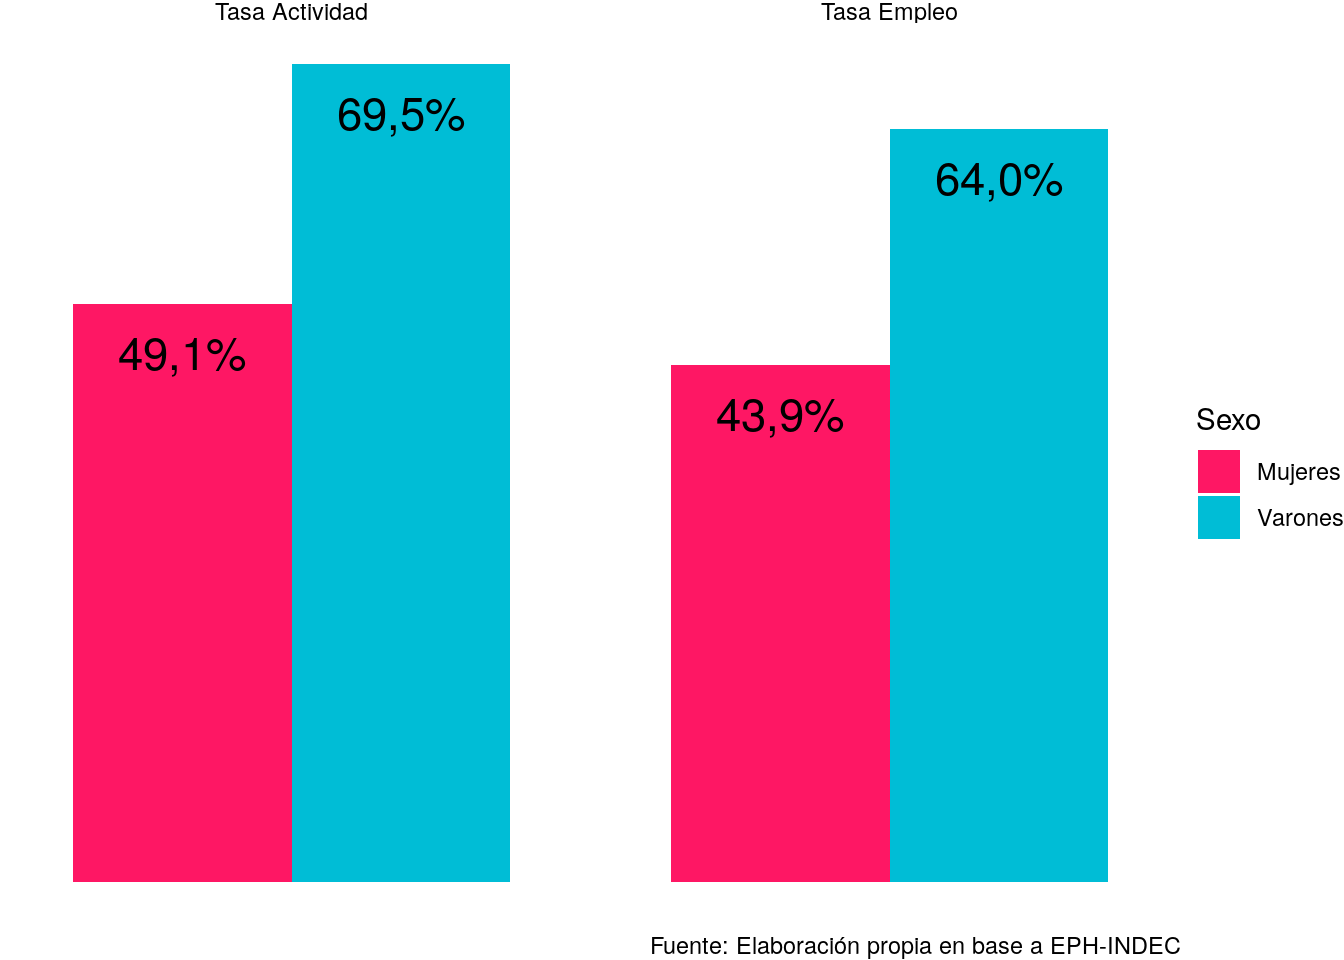 Tasa Actividad
Tasa Empleo
69,5%
64,0%
49,1%
43,9%
Sexo
Mujeres
Varones
Fuente: Elaboración propia en base a EPH-INDEC